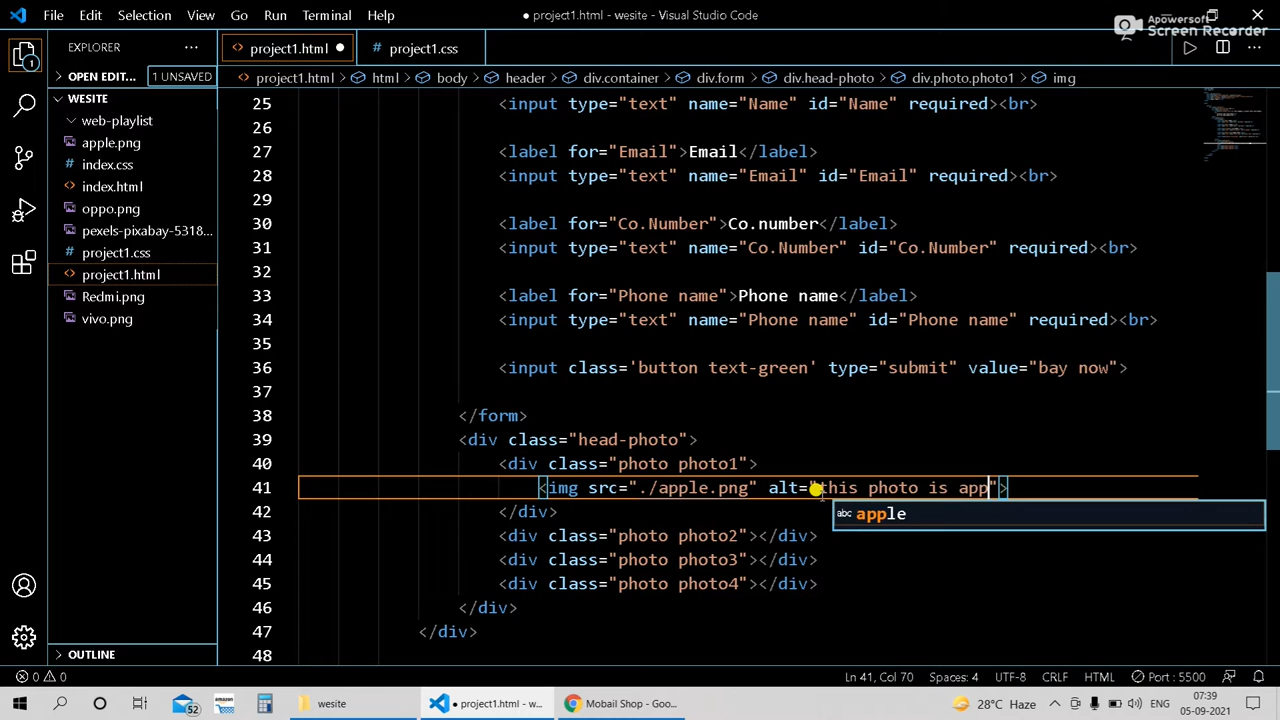 File Edit Selection View Go Run Terminal Help
● project1.html - wesite - Visual Studio Code
Apowersoft
Screen Recorder
EXPLORER ...
project1.html ●
# project1.css
OPEN EDIT... 1 UNSAVED
project1.html > html > body > header > div.container > div.form > div.head-photo > div.photo.photo1 > img
WESITE
web-playlist
apple.png
# index.css
index.html
oppo.png
pexels-pixabay-5318...
# project1.css
project1.html
Redmi.png
vivo.png
OUTLINE
1
25 <input type="text" name="Name" id="Name" required><br>
26
27 <label for="Email">Email</label>
28 <input type="text" name="Email" id="Email" required><br>
29
30 <label for="Co.Number">Co.number</label>
31 <input type="text" name="Co.Number" id="Co.Number" required><br>
32
33 <label for="Phone name">Phone name</label>
34 <input type="text" name="Phone name" id="Phone name" required><br>
35
36 <input class='button text-green' type="submit" value="bay now">
37
38 </form>
39 <div class="head-photo">
40 <div class="photo photo1">
41 <img src="./apple.png" alt="this photo is app">
abc apple
42 </div>
43 <div class="photo photo2"></div>
44 <div class="photo photo3"></div>
45 <div class="photo photo4"></div>
46 </div>
47 </div>
48
0 0
Ln 41, Col 70 Spaces: 4 UTF-8 CRLF HTML Port : 5500
52
amazon
wesite
● project1.html - w...
Mobail Shop - Goo...
28°C Haze
ENG
07:39
05-09-2021